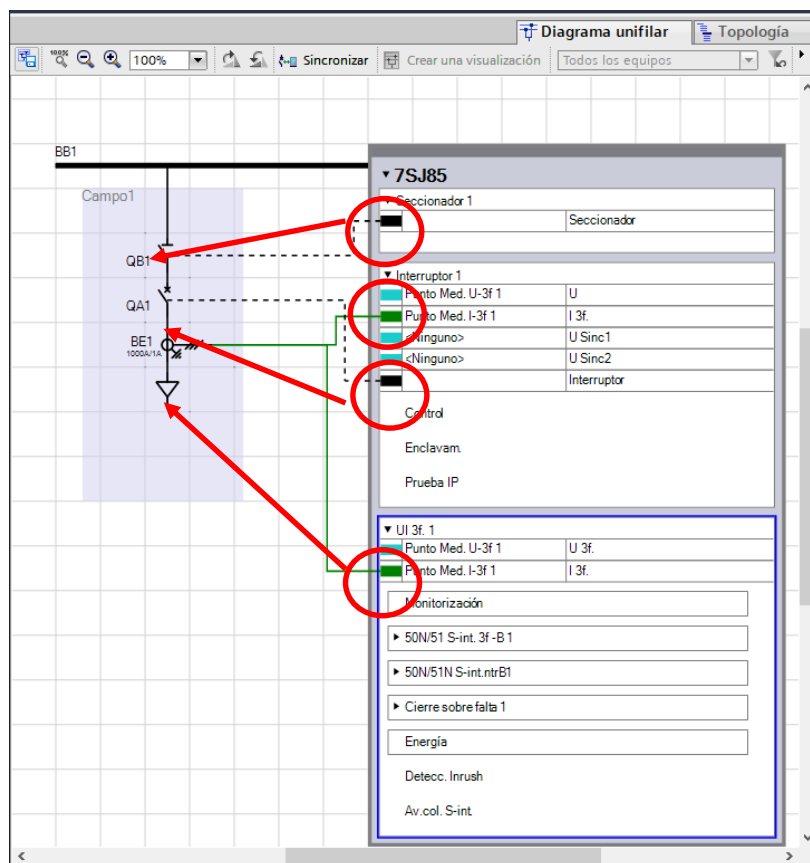 Diagrama unifilar
Topología
100%
100%
Sincronizar
Crear una visualización
Todos los equipos
BB1
Campo1
QB1
QA1
BE1
1000A/1A
7SJ85
Seccionador 1
Seccionador
Interruptor 1
Punto Med. U-3f 1 U
Punto Med. I-3f 1 I 3f.
<Ninguno> U Sinc1
<Ninguno> U Sinc2
Interruptor
Control
Enclavam.
Prueba IP
UI 3f. 1
Punto Med. U-3f 1 U 3f.
Punto Med. I-3f 1 I 3f.
Monitorización
50N/51 S-int. 3f -B1
50N/51N S-int.ntrB1
Cierre sobre falta 1
Energía
Detecc. Inrush
Av.col. S-int.